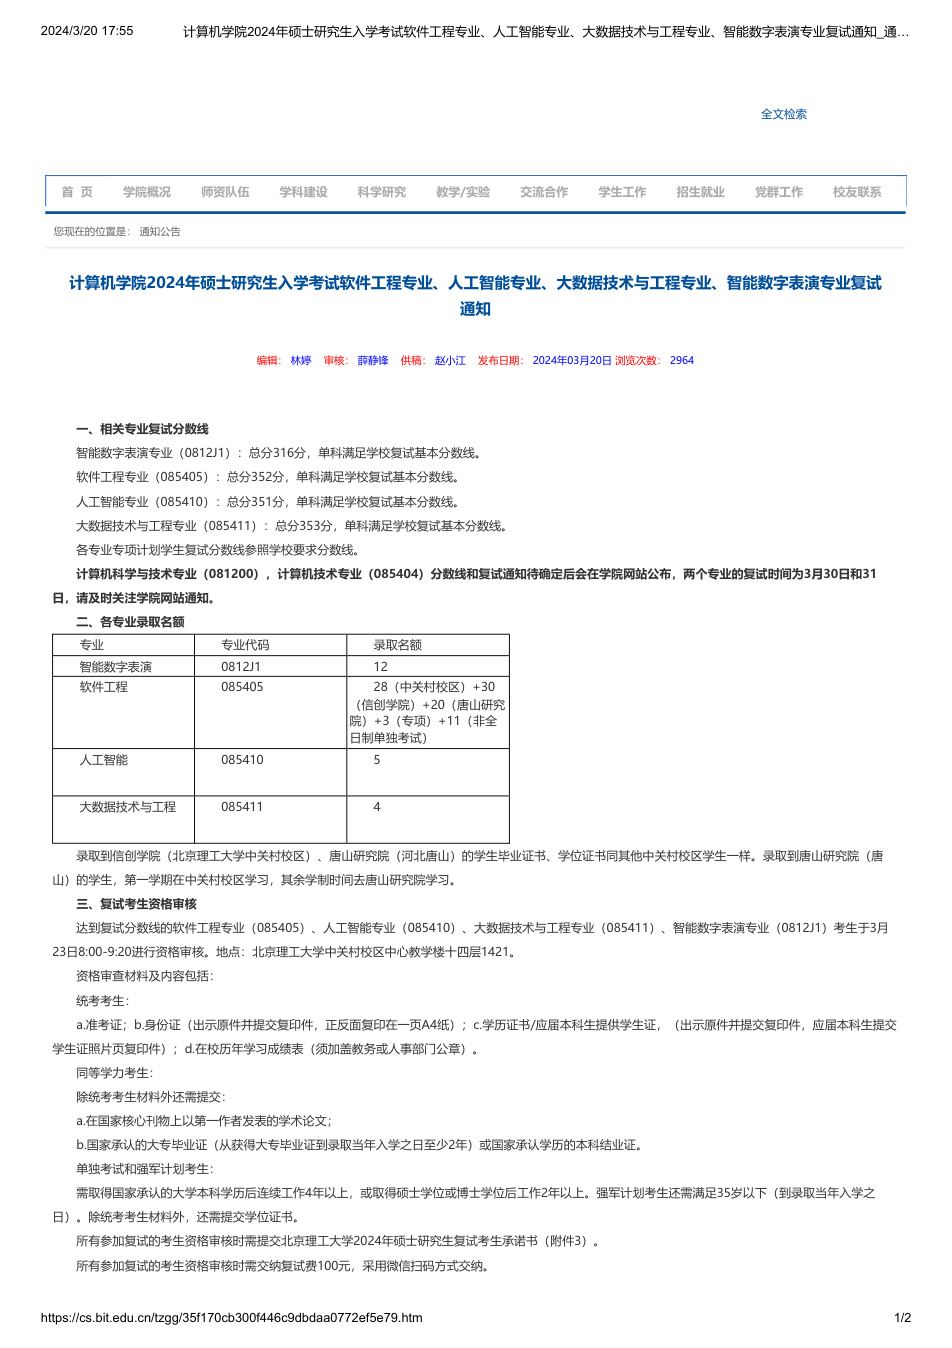 2024/3/20 17:55 计算机学院2024年硕士研究生入学考试软件工程专业、人工智能专业、大数据技术与工程专业、智能数字表演专业复试通知_通…
全文检索
首 页 学院概况 师资队伍 学科建设 科学研究 教学/实验 交流合作 学生工作 招生就业 党群工作 校友联系
您现在的位置是： 通知公告
计算机学院2024年硕士研究生入学考试软件工程专业、人工智能专业、大数据技术与工程专业、智能数字表演专业复试
通知
编辑： 林婷 审核： 薛静锋 供稿： 赵小江 发布日期： 2024年03月20日 浏览次数： 2964
一、相关专业复试分数线
智能数字表演专业（0812J1）：总分316分，单科满足学校复试基本分数线。
软件工程专业（085405）：总分352分，单科满足学校复试基本分数线。
人工智能专业（085410）：总分351分，单科满足学校复试基本分数线。
大数据技术与工程专业（085411）：总分353分，单科满足学校复试基本分数线。
各专业专项计划学生复试分数线参照学校要求分数线。
计算机科学与技术专业（081200），计算机技术专业（085404）分数线和复试通知待确定后会在学院网站公布，两个专业的复试时间为3月30日和31
日，请及时关注学院网站通知。
二、各专业录取名额
专业 专业代码 录取名额
智能数字表演 0812J1 12
软件工程 085405 28（中关村校区）+30
（信创学院）+20（唐山研究
院）+3（专项）+11（非全
日制单独考试）
人工智能 085410 5
大数据技术与工程 085411 4
录取到信创学院（北京理工大学中关村校区）、唐山研究院（河北唐山）的学生毕业证书、学位证书同其他中关村校区学生一样。录取到唐山研究院（唐
山）的学生，第一学期在中关村校区学习，其余学制时间去唐山研究院学习。
三、复试考生资格审核
达到复试分数线的软件工程专业（085405）、人工智能专业（085410）、大数据技术与工程专业（085411）、智能数字表演专业（0812J1）考生于3月
23日8:00-9:20进行资格审核。地点：北京理工大学中关村校区中心教学楼十四层1421。
资格审查材料及内容包括：
统考考生：
a.准考证；b.身份证（出示原件并提交复印件，正反面复印在一页A4纸）；c.学历证书/应届本科生提供学生证，（出示原件并提交复印件，应届本科生提交
学生证照片页复印件）；d.在校历年学习成绩表（须加盖教务或人事部门公章）。
同等学力考生：
除统考考生材料外还需提交：
a.在国家核心刊物上以第一作者发表的学术论文；
b.国家承认的大专毕业证（从获得大专毕业证到录取当年入学之日至少2年）或国家承认学历的本科结业证。
单独考试和强军计划考生：
需取得国家承认的大学本科学历后连续工作4年以上，或取得硕士学位或博士学位后工作2年以上。强军计划考生还需满足35岁以下（到录取当年入学之
日）。除统考考生材料外，还需提交学位证书。
所有参加复试的考生资格审核时需提交北京理工大学2024年硕士研究生复试考生承诺书（附件3）。
所有参加复试的考生资格审核时需交纳复试费100元，采用微信扫码方式交纳。
https://cs.bit.edu.cn/tzgg/35f170cb300f446c9dbdaa0772ef5e79.htm 1/2